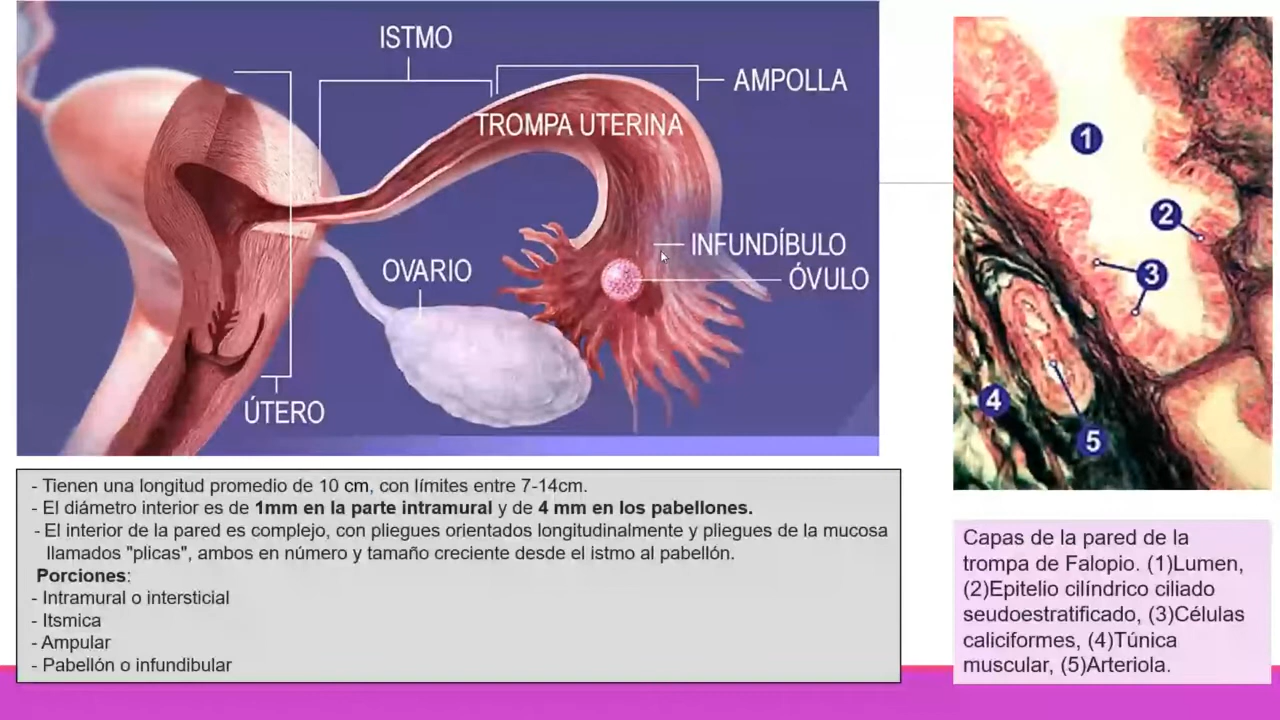 ISTMO
AMPOLLA
TROMPA UTERINA
INFUNDÍBULO
OVARIO
ÓVULO
ÚTERO
1
2
3
4
5
- Tienen una longitud promedio de 10 cm, con límites entre 7-14cm.
- El diámetro interior es de 1mm en la parte intramural y de 4 mm en los pabellones.
- El interior de la pared es complejo, con pliegues orientados longitudinalmente y pliegues de la mucosa
llamados "plicas", ambos en número y tamaño creciente desde el istmo al pabellón.
Porciones:
- Intramural o intersticial
- Itsmica
- Ampular
- Pabellón o infundibular
Capas de la pared de la
trompa de Falopio. (1)Lumen,
(2)Epitelio cilíndrico ciliado
seudoestratificado, (3)Células
caliciformes, (4)Túnica
muscular, (5)Arteriola.